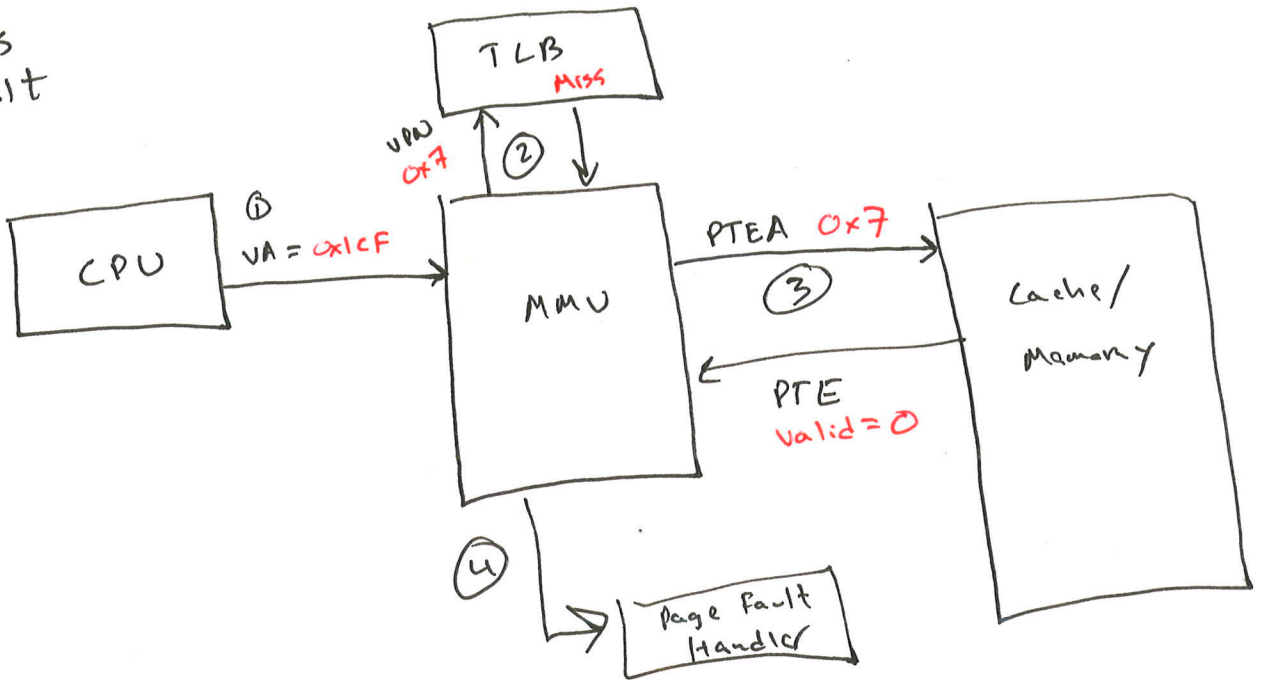 TLB
Miss
VPN
0x7
②
①
VA = 0x1CF
CPU
MMU
PTEA 0x7
③
Cache/
Memory
PTE
Valid = 0
④
Page Fault
Handler